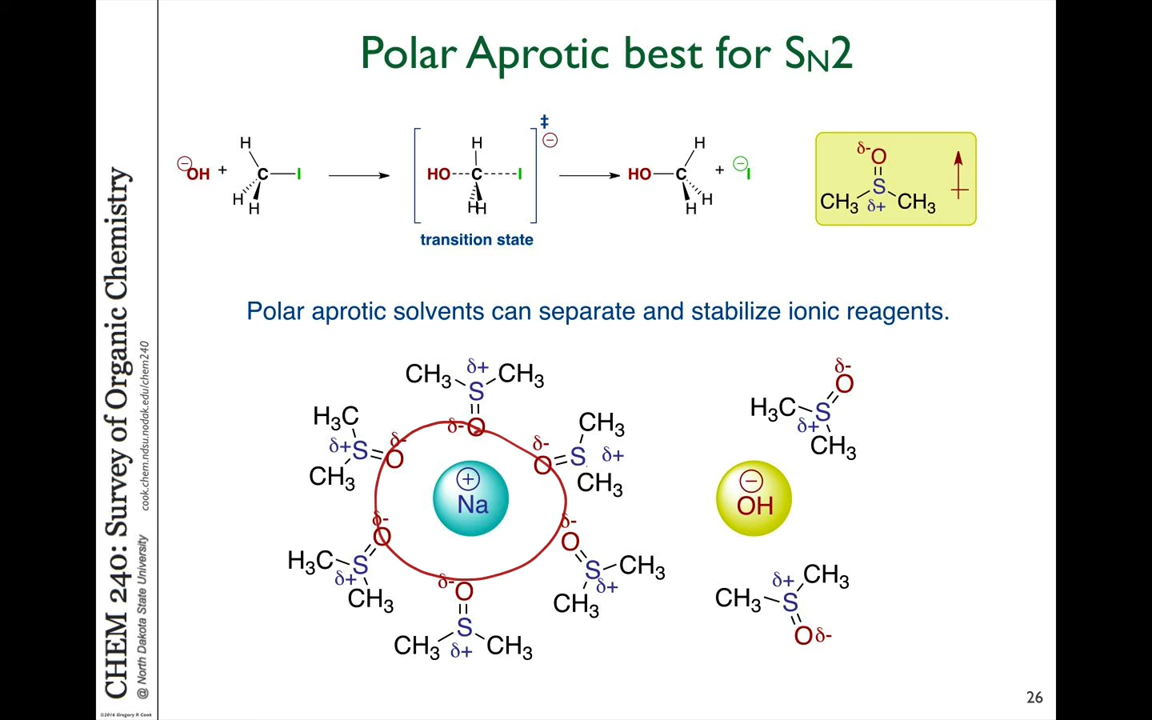 Polar Aprotic best for SN2
⊖OH + H C I H H
[ H HO C I H H ] ‡ ⊖
transition state
HO C H H H + ⊖ I
δ- O
S
CH3 δ+ CH3
Polar aprotic solvents can separate and stabilize ionic reagents.
CH3 δ+ S CH3
δ- O
H3C
δ+ S O δ-
CH3
CH3
δ- O S δ+
CH3
⊕
Na
δ- O
H3C S δ+
CH3
δ- O
S CH3
δ+
CH3
δ- O
S
CH3 δ+ CH3
δ- O
H3C S
δ+
CH3
⊖
OH
δ+ CH3
CH3 S
O δ-
CHEM 240: Survey of Organic Chemistry
@ North Dakota State University cook.chem.ndsu.nodak.edu/chem240
©2016 Gregory R Cook
26